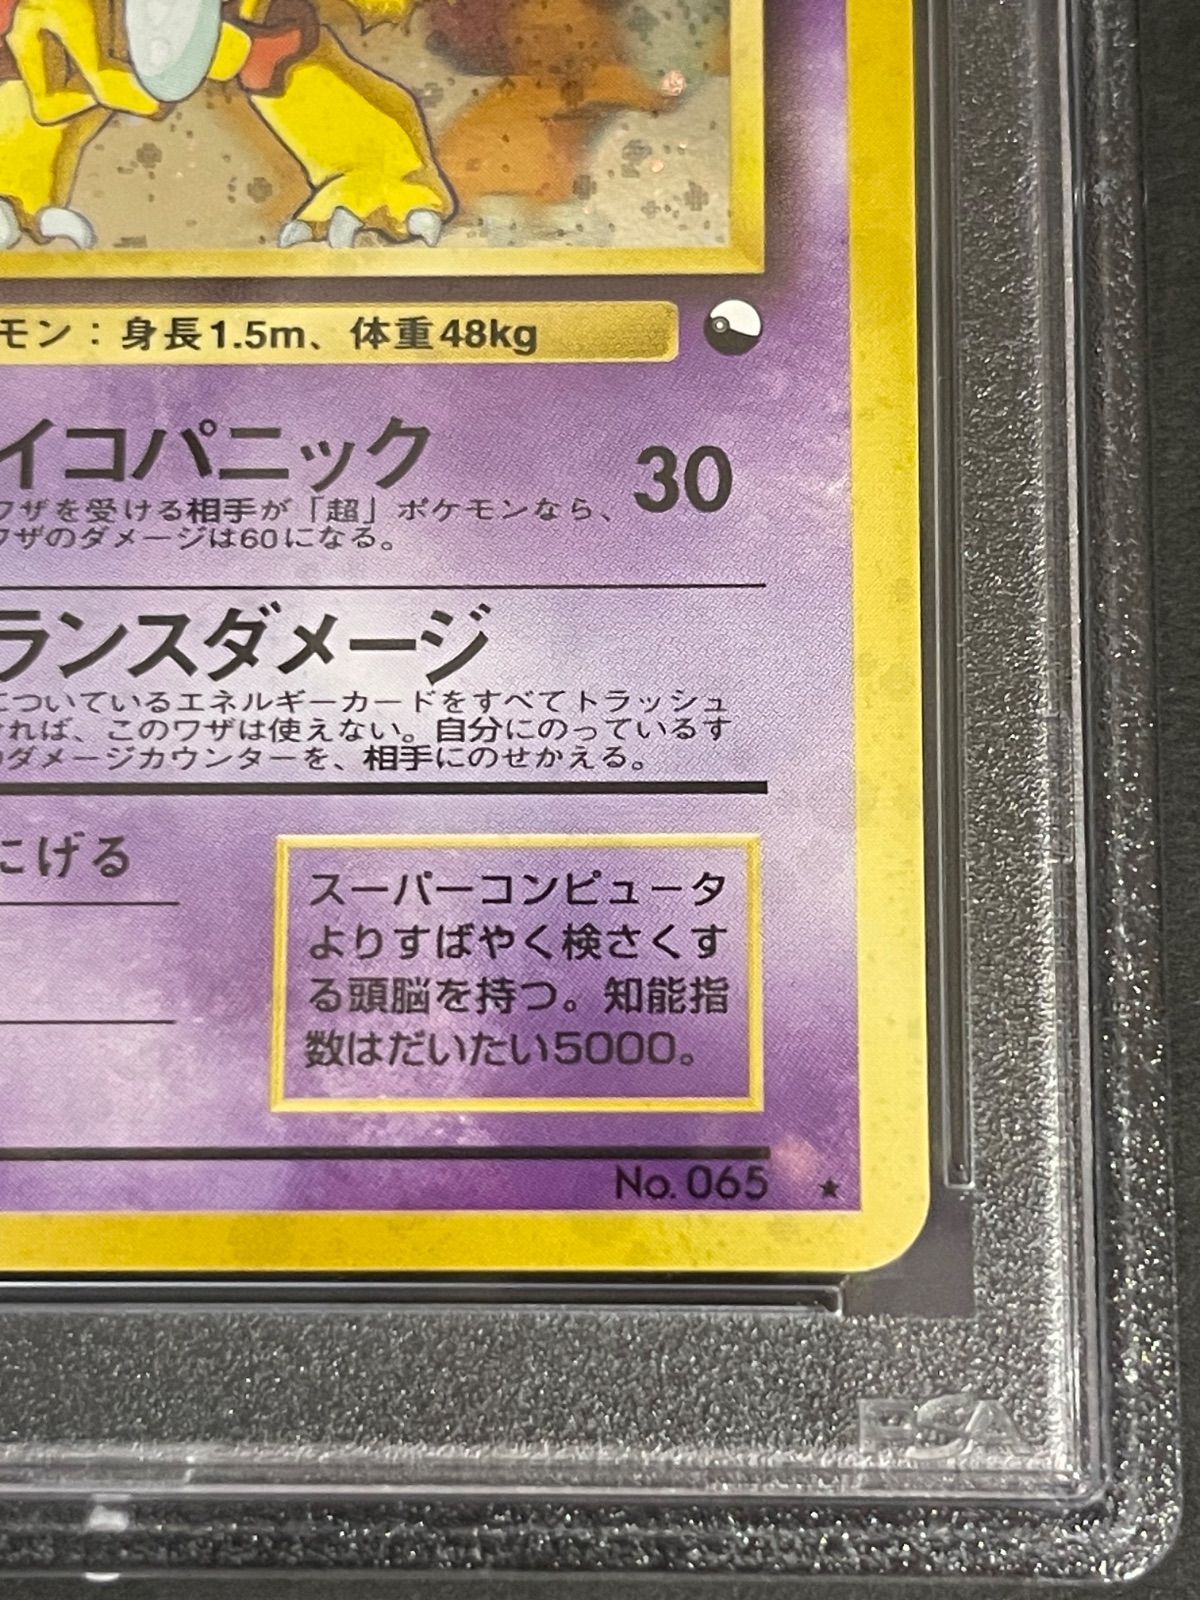 モン：身長1.5m、体重48kg
イコパニック 30
ワザを受ける相手が「超」ポケモンなら、
ワザのダメージは60になる。
ランスダメージ
についているエネルギーカードをすべてトラッシュ
ければ、このワザは使えない。自分にのっているす
のダメージカウンターを、相手にのせかえる。
にげる
スーパーコンピュータ
よりすばやく検さくす
る頭脳を持つ。知能指
数はだいたい5000。
No. 065 ★
PSA